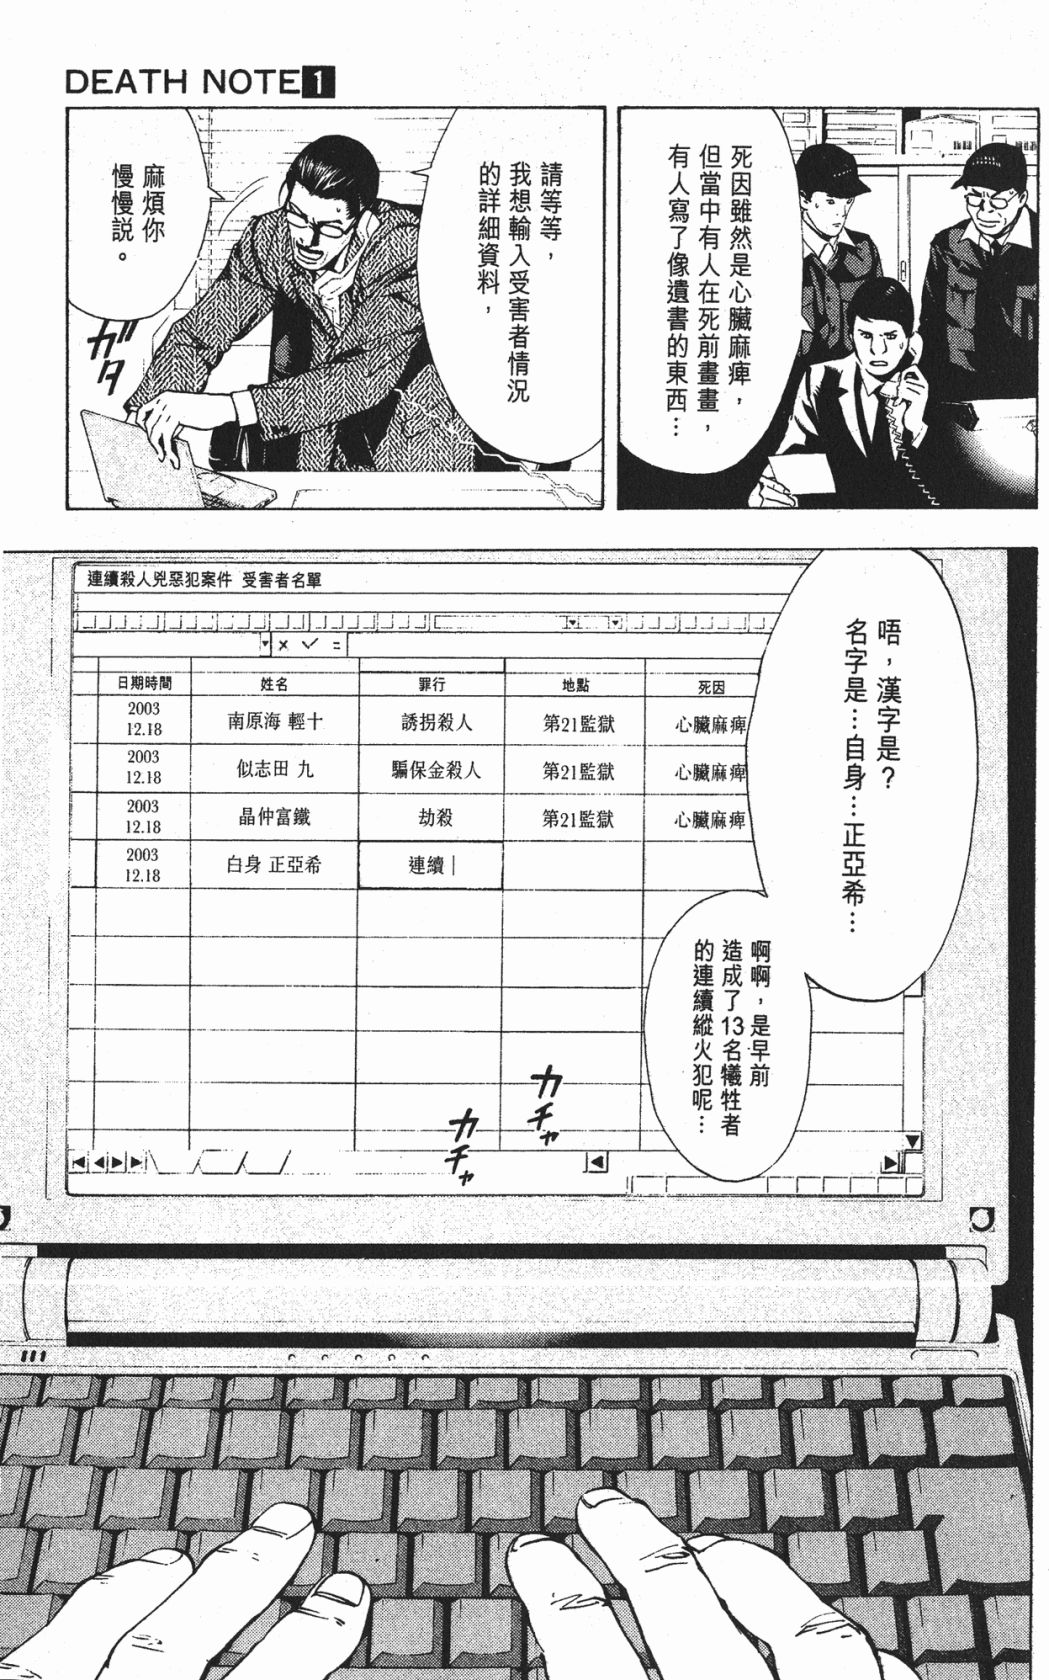 DEATH NOTE 1
死因雖然是心臟麻痺，
但當中有人在死前畫畫，
有人寫了像遺書的東西…
請等等，
我想輸入受害者情況
的詳細資料，
麻煩你
慢慢說。
ガタ
唔，漢字是？
名字是…自身…正亞希…
啊啊，是早前
造成了13名犧牲者
的連續縱火犯呢…
連續殺人兇惡犯案件 受害者名單
日期時間 姓名 罪行 地點 死因
2003
12.18 南原海 輕十 誘拐殺人 第21監獄 心臟麻痺
2003
12.18 似志田 九 騙保金殺人 第21監獄 心臟麻痺
2003
12.18 晶仲富鐵 劫殺 第21監獄 心臟麻痺
2003
12.18 白身 正亞希 連續
カチャ
カチャ